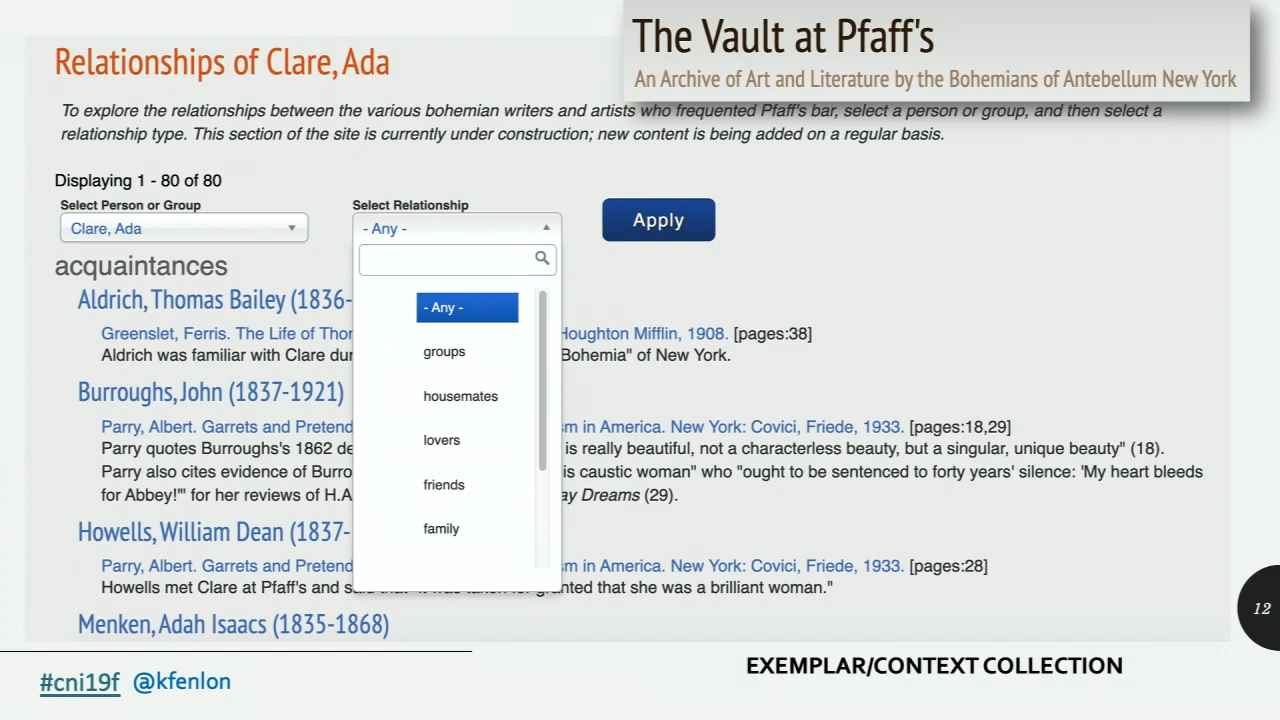 The Vault at Pfaff's
An Archive of Art and Literature by the Bohemians of Antebellum New York
Relationships of Clare, Ada
To explore the relationships between the various bohemian writers and artists who frequented Pfaff's bar, select a person or group, and then select a
relationship type. This section of the site is currently under construction; new content is being added on a regular basis.
Displaying 1 - 80 of 80
Select Person or Group
Clare, Ada
Select Relationship
- Any -
Apply
- Any -
groups
housemates
lovers
friends
family
acquaintances
Aldrich, Thomas Bailey (1836-
Greenslet, Ferris. The Life of Houghton Mifflin, 1908. [pages:38]
Aldrich was familiar with Clare Bohemia" of New York.
Burroughs, John (1837-1921)
Parry, Albert. Garrets and in America. New York: Covici, Friede, 1933. [pages:18,29]
Parry quotes Burroughs's 1862 is really beautiful, not a characterless beauty, but a singular, unique beauty" (18).
Parry also cites evidence of is caustic woman" who "ought to be sentenced to forty years' silence: 'My heart bleeds
for Abbey!'" for her reviews of H.A. Dreams (29).
Howells, William Dean (1837-
Parry, Albert. Garrets and in America. New York: Covici, Friede, 1933. [pages:28]
Howells met Clare at Pfaff's and that she was a brilliant woman."
Menken, Adah Isaacs (1835-1868)
12
EXEMPLAR/CONTEXT COLLECTION
#cni19f @kfenlon